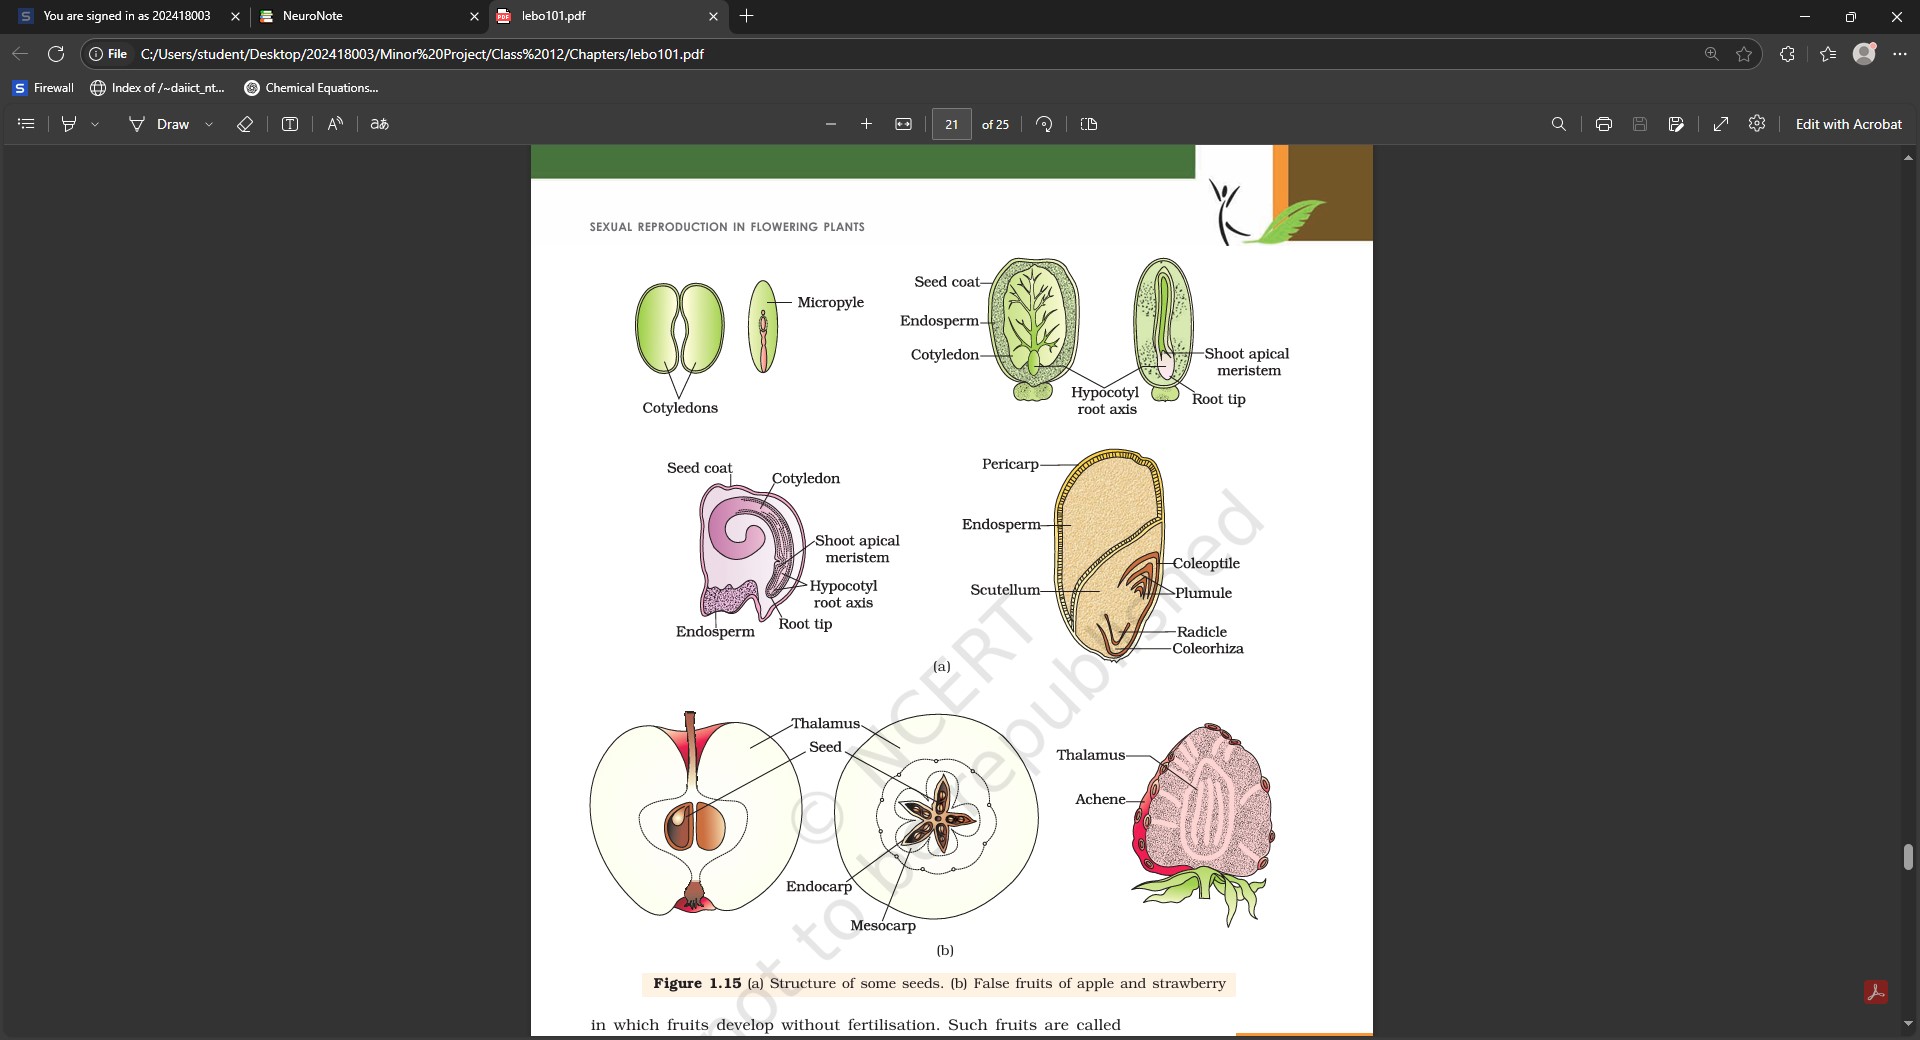 You are signed in as 202418003
NeuroNote
lebo101.pdf
File
C:/Users/student/Desktop/202418003/Minor%20Project/Class%2012/Chapters/lebo101.pdf
Firewall
Index of /~daiict_nt...
Chemical Equations...
Draw
21
of 25
Edit with Acrobat
SEXUAL REPRODUCTION IN FLOWERING PLANTS
Micropyle
Cotyledons
Seed coat
Endosperm
Cotyledon
Hypocotyl
root axis
Shoot apical
meristem
Root tip
Seed coat
Cotyledon
Shoot apical
meristem
Hypocotyl
root axis
Root tip
Endosperm
Pericarp
Endosperm
Scutellum
Coleoptile
Plumule
Radicle
Coleorhiza
(a)
Thalamus
Seed
Endocarp
Mesocarp
Thalamus
Achene
(b)
© NCERT
not to be republished
Figure 1.15 (a) Structure of some seeds. (b) False fruits of apple and strawberry
in which fruits develop without fertilisation. Such fruits are called